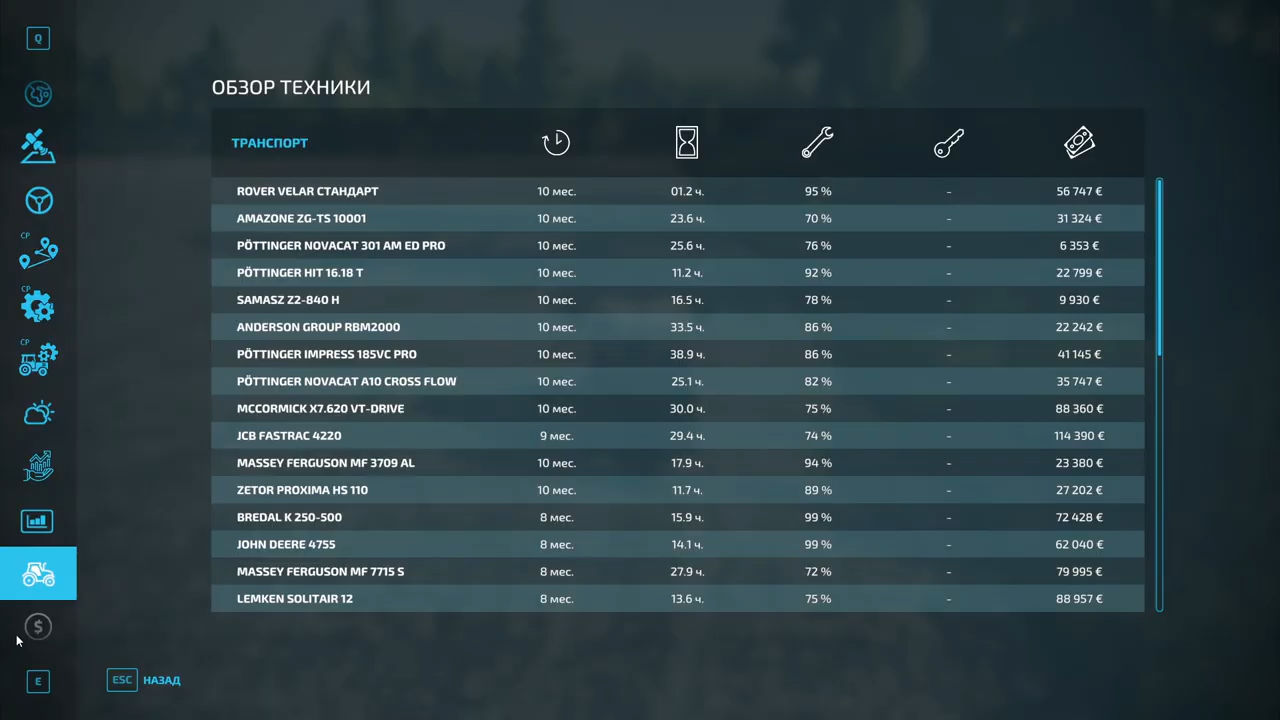 Q
ОБЗОР ТЕХНИКИ
ТРАНСПОРТ
ROVER VELAR СТАНДАРТ 10 мес. 01.2 ч. 95 % - 56 747 €
AMAZONE ZG-TS 10001 10 мес. 23.6 ч. 70 % - 31 324 €
CP
PÖTTINGER NOVACAT 301 AM ED PRO 10 мес. 25.6 ч. 76 % - 6 353 €
PÖTTINGER HIT 16.18 T 10 мес. 11.2 ч. 92 % - 22 799 €
CP
SAMASZ Z2-840 H 10 мес. 16.5 ч. 78 % - 9 930 €
ANDERSON GROUP RBM2000 10 мес. 33.5 ч. 86 % - 22 242 €
CP
PÖTTINGER IMPRESS 185VC PRO 10 мес. 38.9 ч. 86 % - 41 145 €
PÖTTINGER NOVACAT A10 CROSS FLOW 10 мес. 25.1 ч. 82 % - 35 747 €
MCCORMICK X7.620 VT-DRIVE 10 мес. 30.0 ч. 75 % - 88 360 €
JCB FASTRAC 4220 9 мес. 29.4 ч. 74 % - 114 390 €
MASSEY FERGUSON MF 3709 AL 10 мес. 17.9 ч. 94 % - 23 380 €
ZETOR PROXIMA HS 110 10 мес. 11.7 ч. 89 % - 27 202 €
BREDAL K 250-500 8 мес. 15.9 ч. 99 % - 72 428 €
JOHN DEERE 4755 8 мес. 14.1 ч. 99 % - 62 040 €
MASSEY FERGUSON MF 7715 S 8 мес. 27.9 ч. 72 % - 79 995 €
LEMKEN SOLITAIR 12 8 мес. 13.6 ч. 75 % - 88 957 €
$
E
ESC НАЗАД